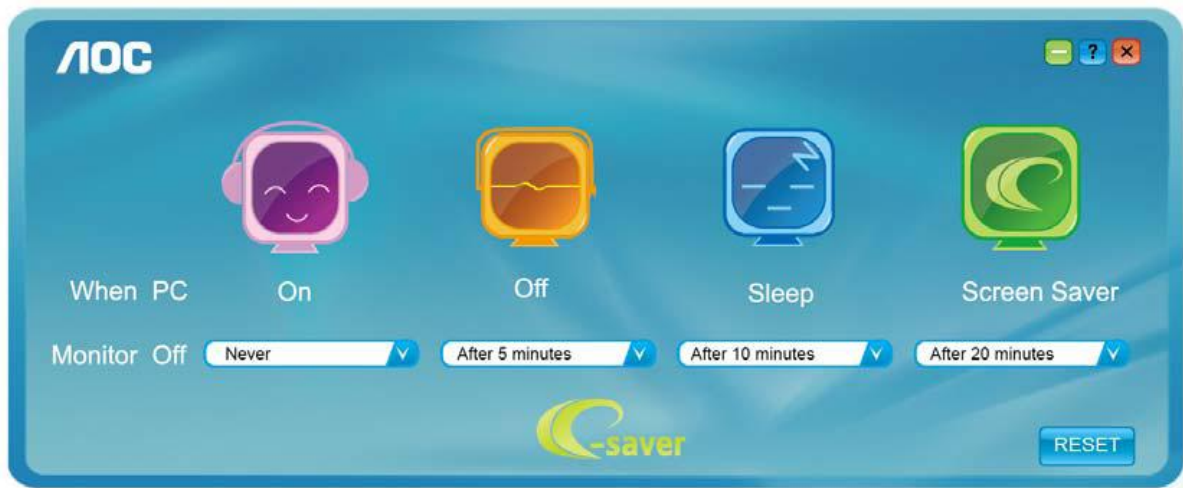 AOC
?
When PC On Off Sleep Screen Saver
Monitor Off Never After 5 minutes After 10 minutes After 20 minutes
e-saver
RESET